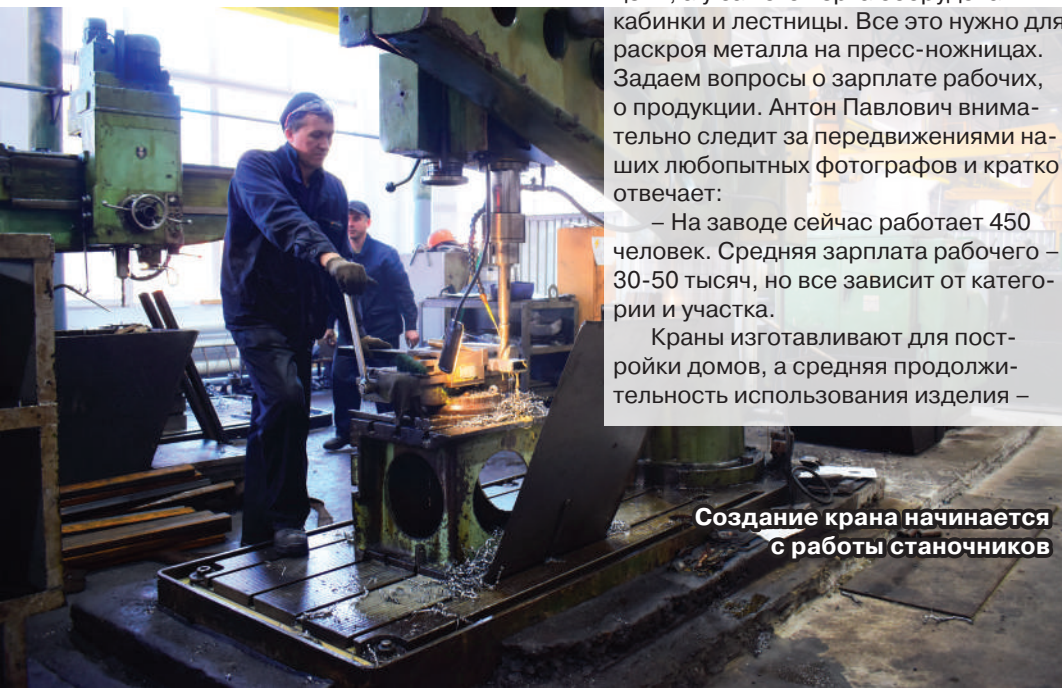 кабинки и лестницы. Все это нужно для
раскроя металла на пресс-ножницах.
Задаем вопросы о зарплате рабочих,
о продукции. Антон Павлович внима-
тельно следит за передвижениями на-
ших любопытных фотографов и кратко
отвечает:
– На заводе сейчас работает 450
человек. Средняя зарплата рабочего –
30-50 тысяч, но все зависит от катего-
рии и участка.
Краны изготавливают для пост-
ройки домов, а средняя продолжи-
тельность использования изделия –
Создание крана начинается
с работы станочников